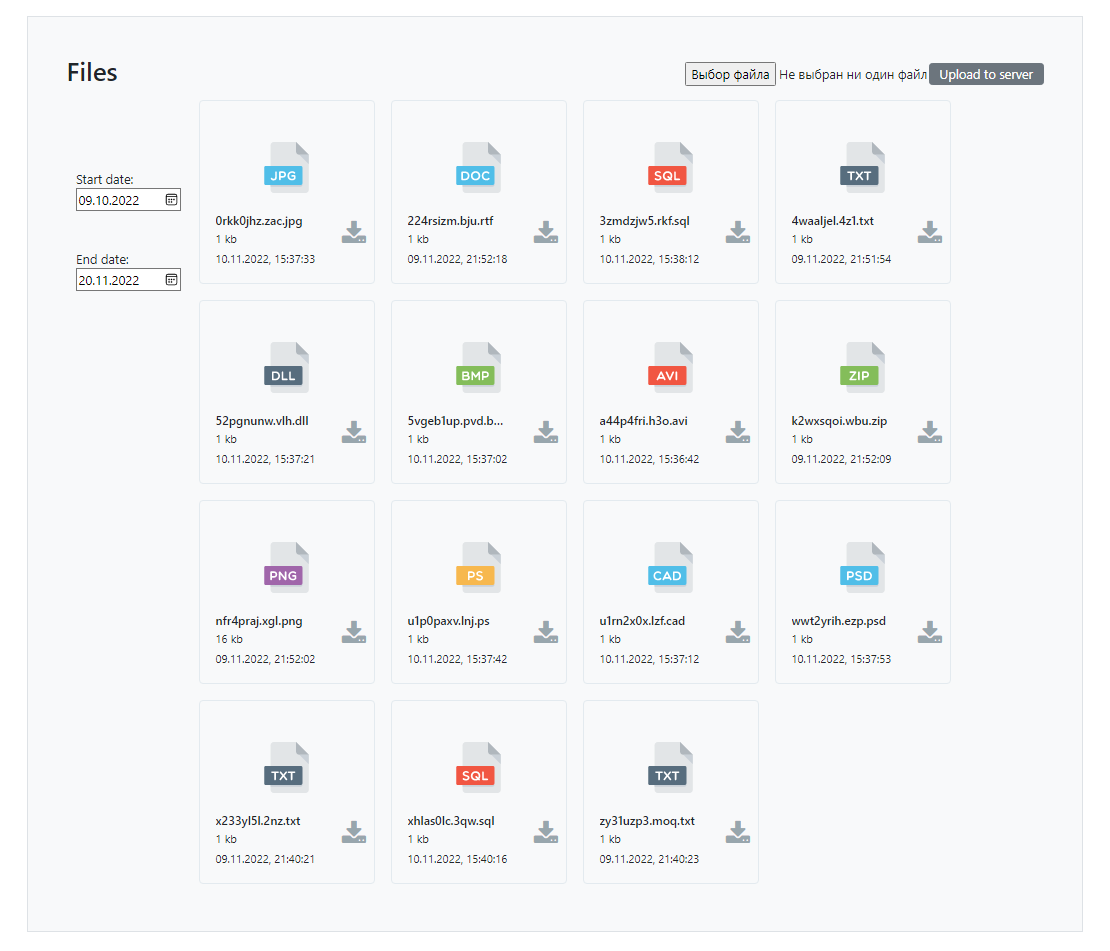 Files
Выбор файла Не выбран ни один файл Upload to server
Start date:
09.10.2022
End date:
20.11.2022
JPG
0rkk0jhz.zac.jpg
1 kb
10.11.2022, 15:37:33
DOC
224rsizm.bju.rtf
1 kb
09.11.2022, 21:52:18
SQL
3zmdzjw5.rkf.sql
1 kb
10.11.2022, 15:38:12
TXT
4waaljel.4z1.txt
1 kb
09.11.2022, 21:51:54
DLL
52pgnunw.vlh.dll
1 kb
10.11.2022, 15:37:21
BMP
5vgeb1up.pvd.b...
1 kb
10.11.2022, 15:37:02
AVI
a44p4fri.h3o.avi
1 kb
10.11.2022, 15:36:42
ZIP
k2wxsqoi.wbu.zip
1 kb
09.11.2022, 21:52:09
PNG
nfr4praj.xgl.png
16 kb
09.11.2022, 21:52:02
PS
u1p0paxv.lnj.ps
1 kb
10.11.2022, 15:37:42
CAD
u1rn2x0x.lzf.cad
1 kb
10.11.2022, 15:37:12
PSD
wwt2yrih.ezp.psd
1 kb
10.11.2022, 15:37:53
TXT
x233yl5l.2nz.txt
1 kb
09.11.2022, 21:40:21
SQL
xhlas0lc.3qw.sql
1 kb
10.11.2022, 15:40:16
TXT
zy31uzp3.moq.txt
1 kb
09.11.2022, 21:40:23